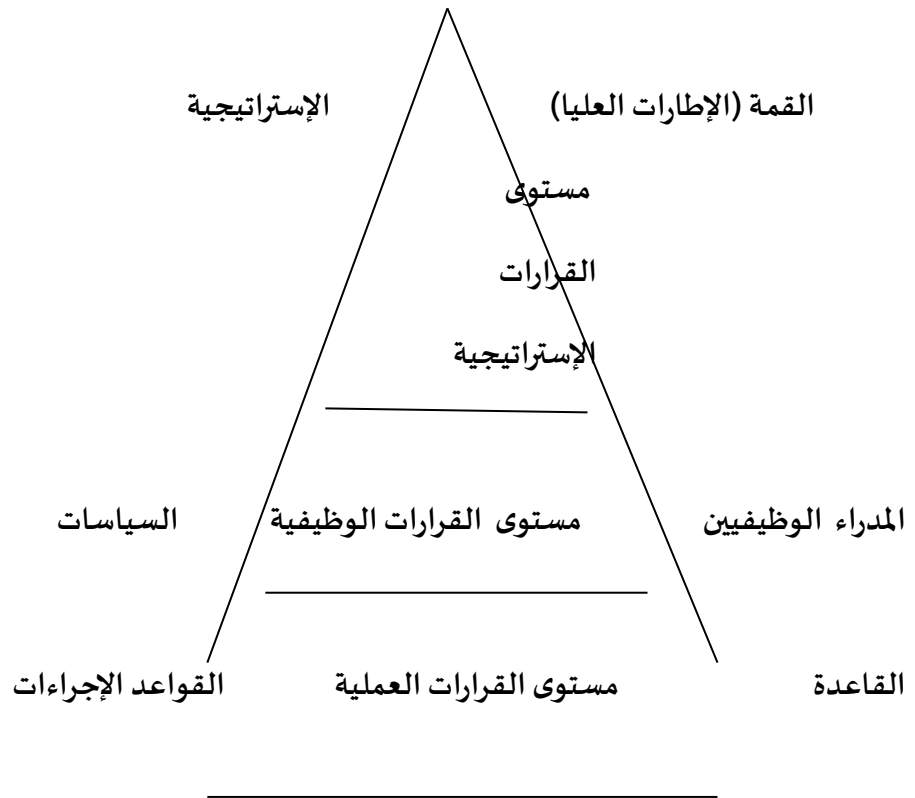 القمة (الإطارات العليا) الإستراتيجية
مستوى
القرارات
الإستراتيجية
المدراء الوظيفيين مستوى القرارات الوظيفية السياسات
القاعدة مستوى القرارات العملية القواعد الإجراءات